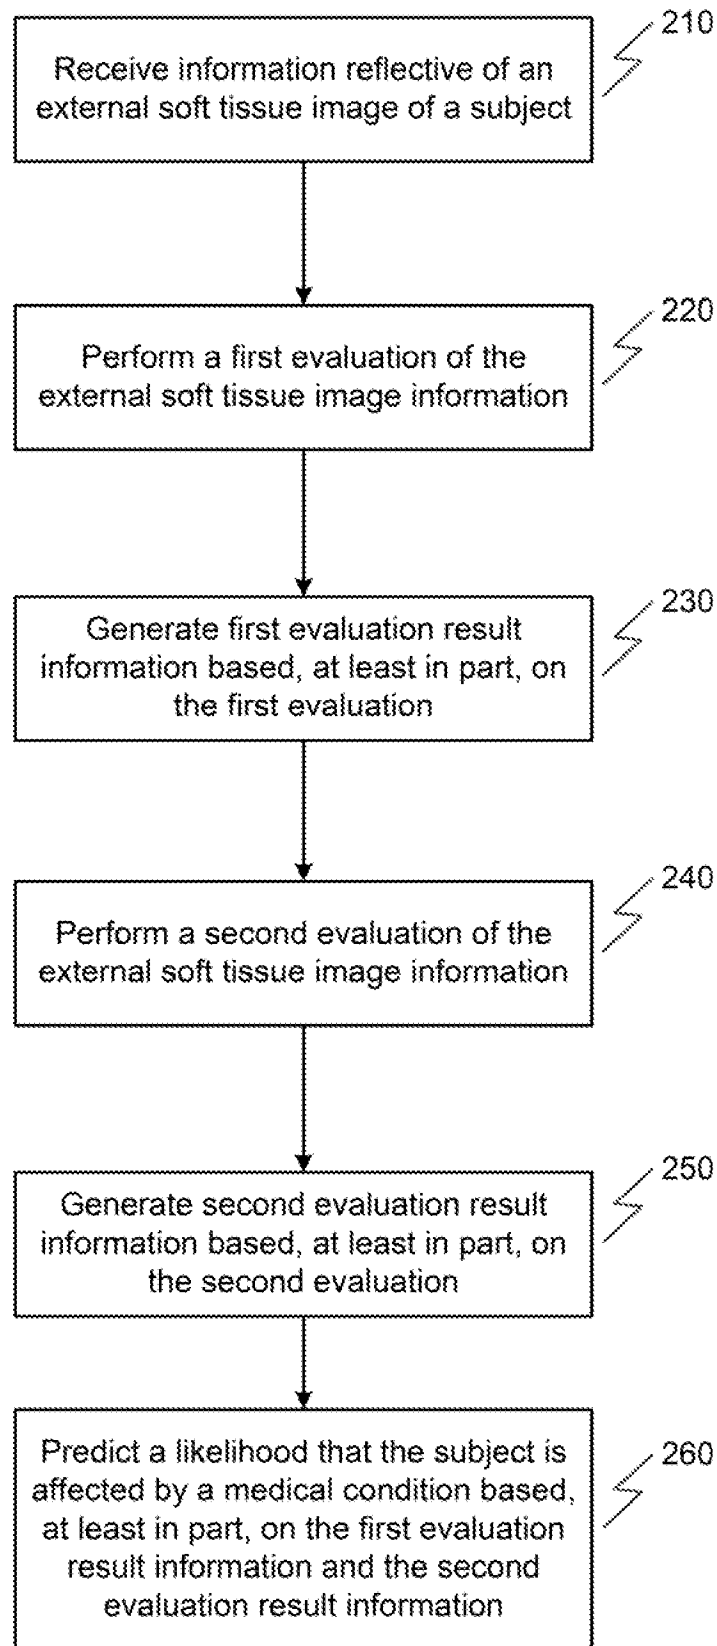 210
Receive information reflective of an
external soft tissue image of a subject
220
Perform a first evaluation of the
external soft tissue image information
230
Generate first evaluation result
information based, at least in part, on
the first evaluation
240
Perform a second evaluation of the
external soft tissue image information
250
Generate second evaluation result
information based, at least in part, on
the second evaluation
260
Predict a likelihood that the subject is
affected by a medical condition based,
at least in part, on the first evaluation
result information and the second
evaluation result information